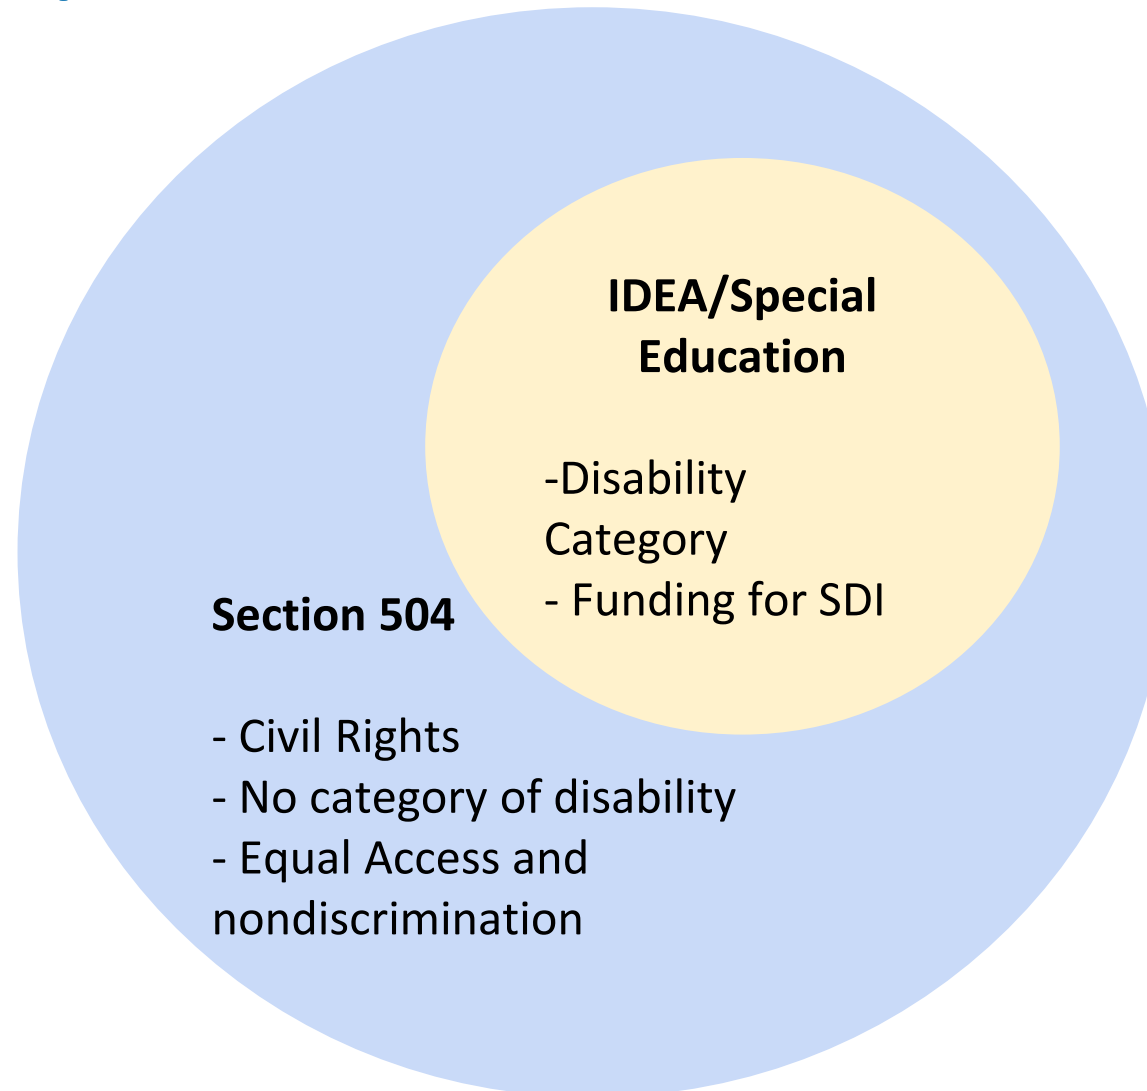 IDEA/Special
Education
-Disability
Category
- Funding for SDI
Section 504
- Civil Rights
- No category of disability
- Equal Access and
nondiscrimination